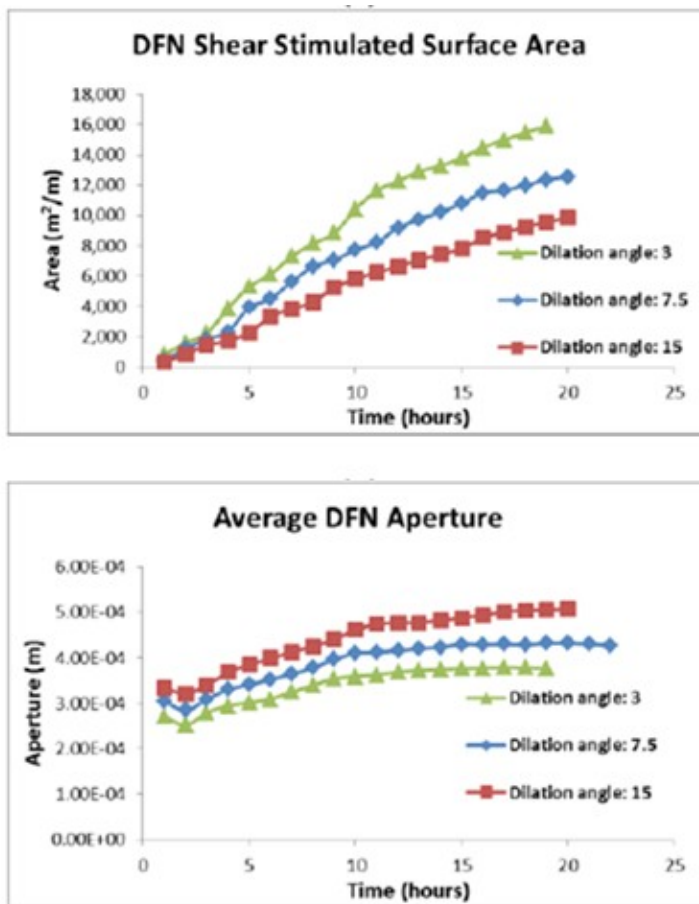 DFN Shear Stimulated Surface Area
18,000
16,000
14,000
12,000
10,000
8,000
6,000
4,000
2,000
0
Area (m²/m)
Dilation angle: 3
Dilation angle: 7.5
Dilation angle: 15
0 5 10 15 20 25
Time (hours)
Average DFN Aperture
6.00E-04
5.00E-04
4.00E-04
3.00E-04
2.00E-04
1.00E-04
0.00E+00
Aperture (m)
Dilation angle: 3
Dilation angle: 7.5
Dilation angle: 15
0 5 10 15 20 25
Time (hours)